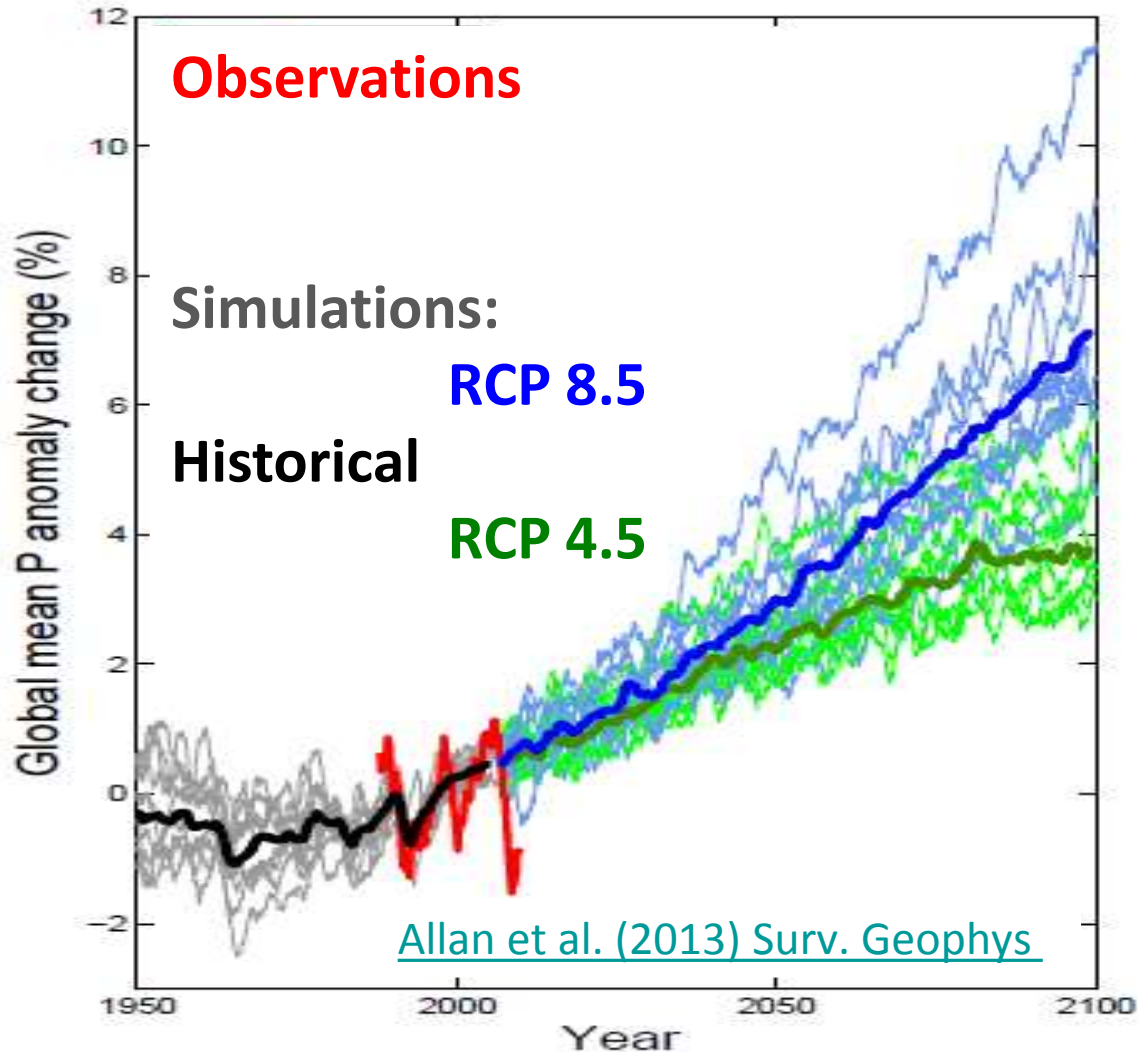 12
10
8
6
4
2
0
−2
Global mean P anomaly change (%)
Observations
Simulations:
RCP 8.5
Historical
RCP 4.5
Allan et al. (2013) Surv. Geophys
1950 2000 2050 2100
Year